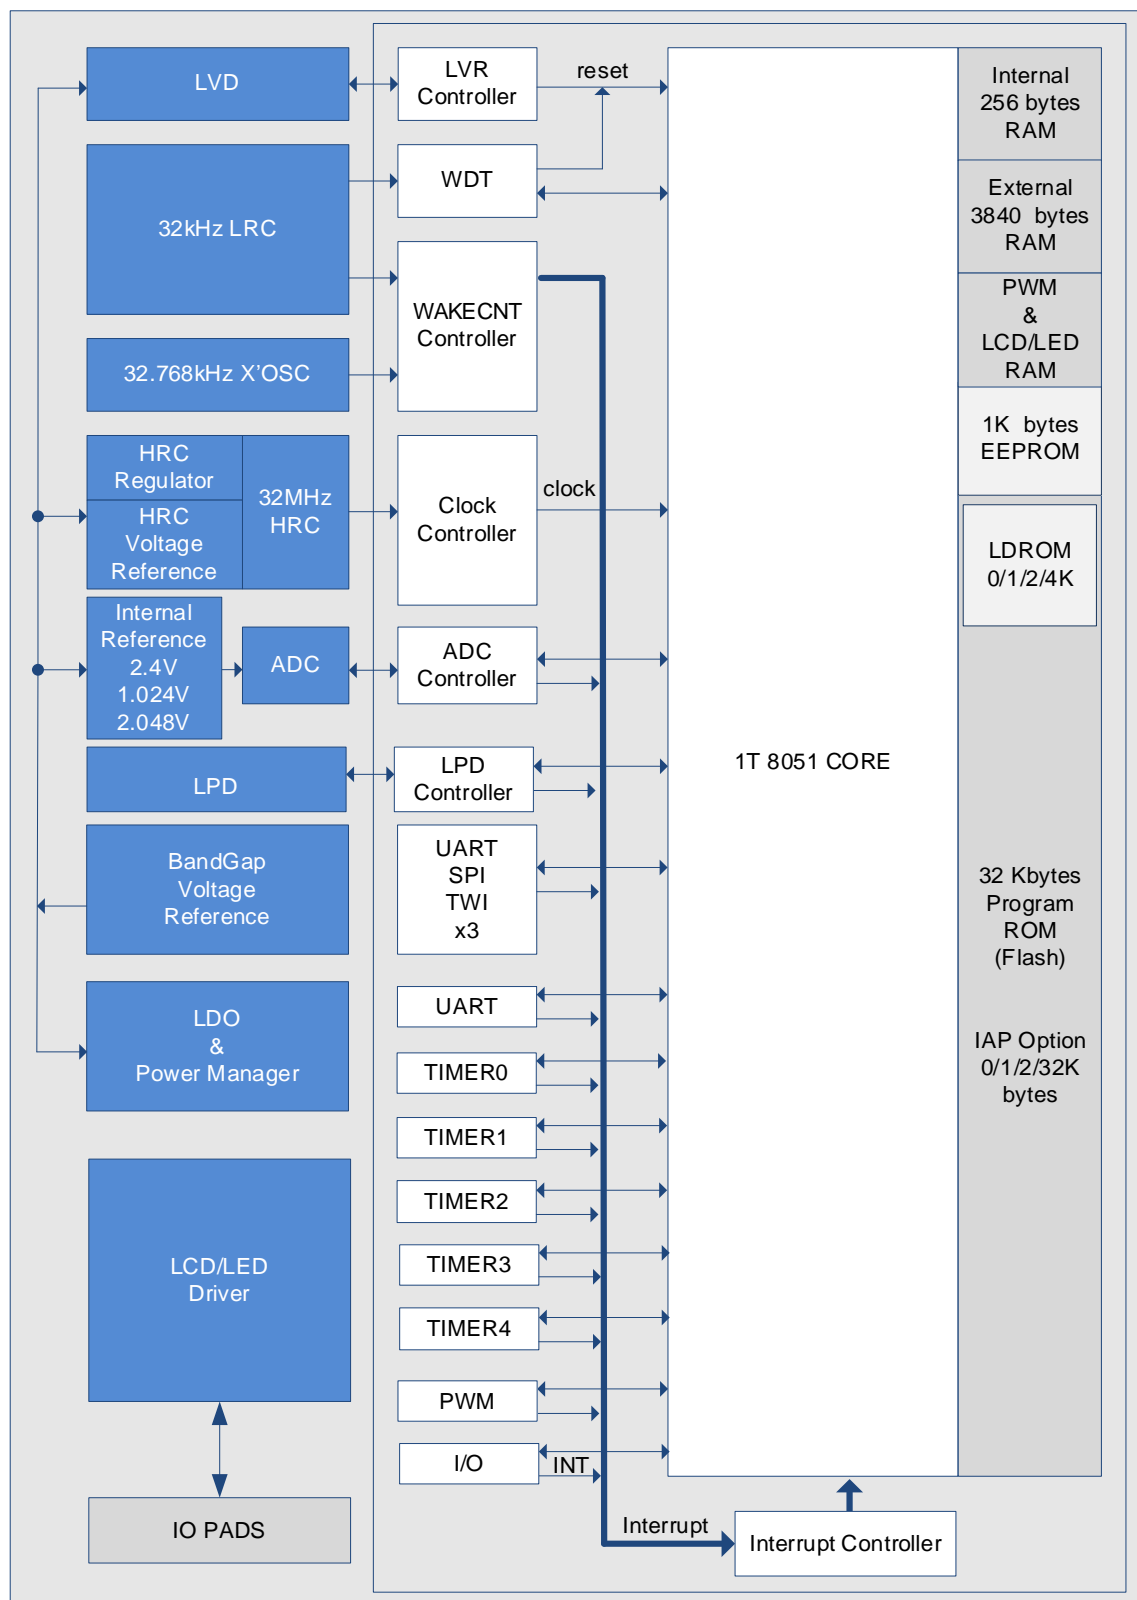 LVD
LVR
Controller
reset
32kHz LRC
WDT
WAKECNT
Controller
32.768kHz X'OSC
HRC
Regulator
HRC
Voltage
Reference
32MHz
HRC
Clock
Controller
clock
Internal
Reference
2.4V
1.024V
2.048V
ADC
ADC
Controller
LPD
LPD
Controller
BandGap
Voltage
Reference
UART
SPI
TWI
x3
LDO
&
Power Manager
UART
TIMER0
TIMER1
TIMER2
TIMER3
TIMER4
PWM
I/O
INT
LCD/LED
Driver
IO PADS
Interrupt
Interrupt Controller
1T 8051 CORE
Internal
256 bytes
RAM
External
3840 bytes
RAM
PWM
&
LCD/LED
RAM
1K bytes
EEPROM
LDROM
0/1/2/4K
32 Kbytes
Program
ROM
(Flash)
IAP Option
0/1/2/32K
bytes